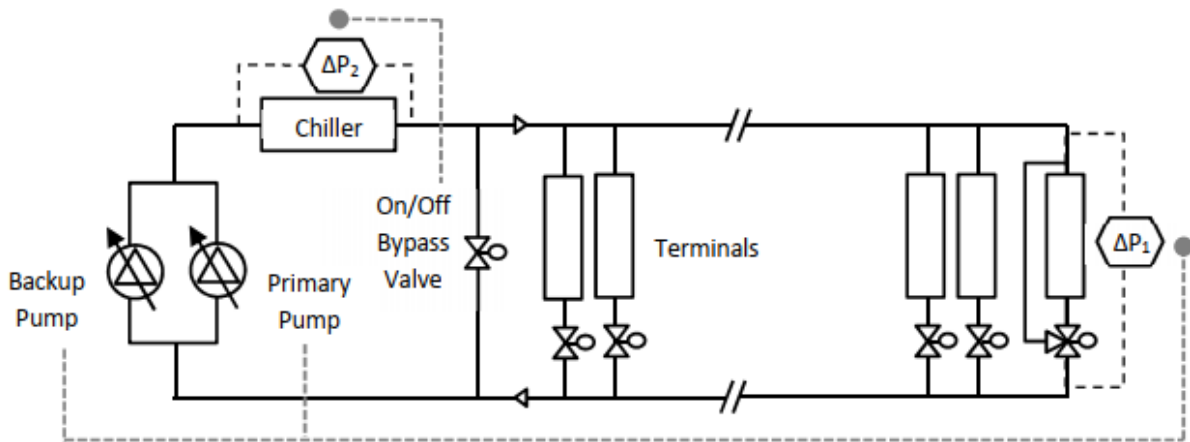 ΔP₂
Chiller
On/Off
Bypass
Valve
Terminals
ΔP₁
Backup
Pump
Primary
Pump